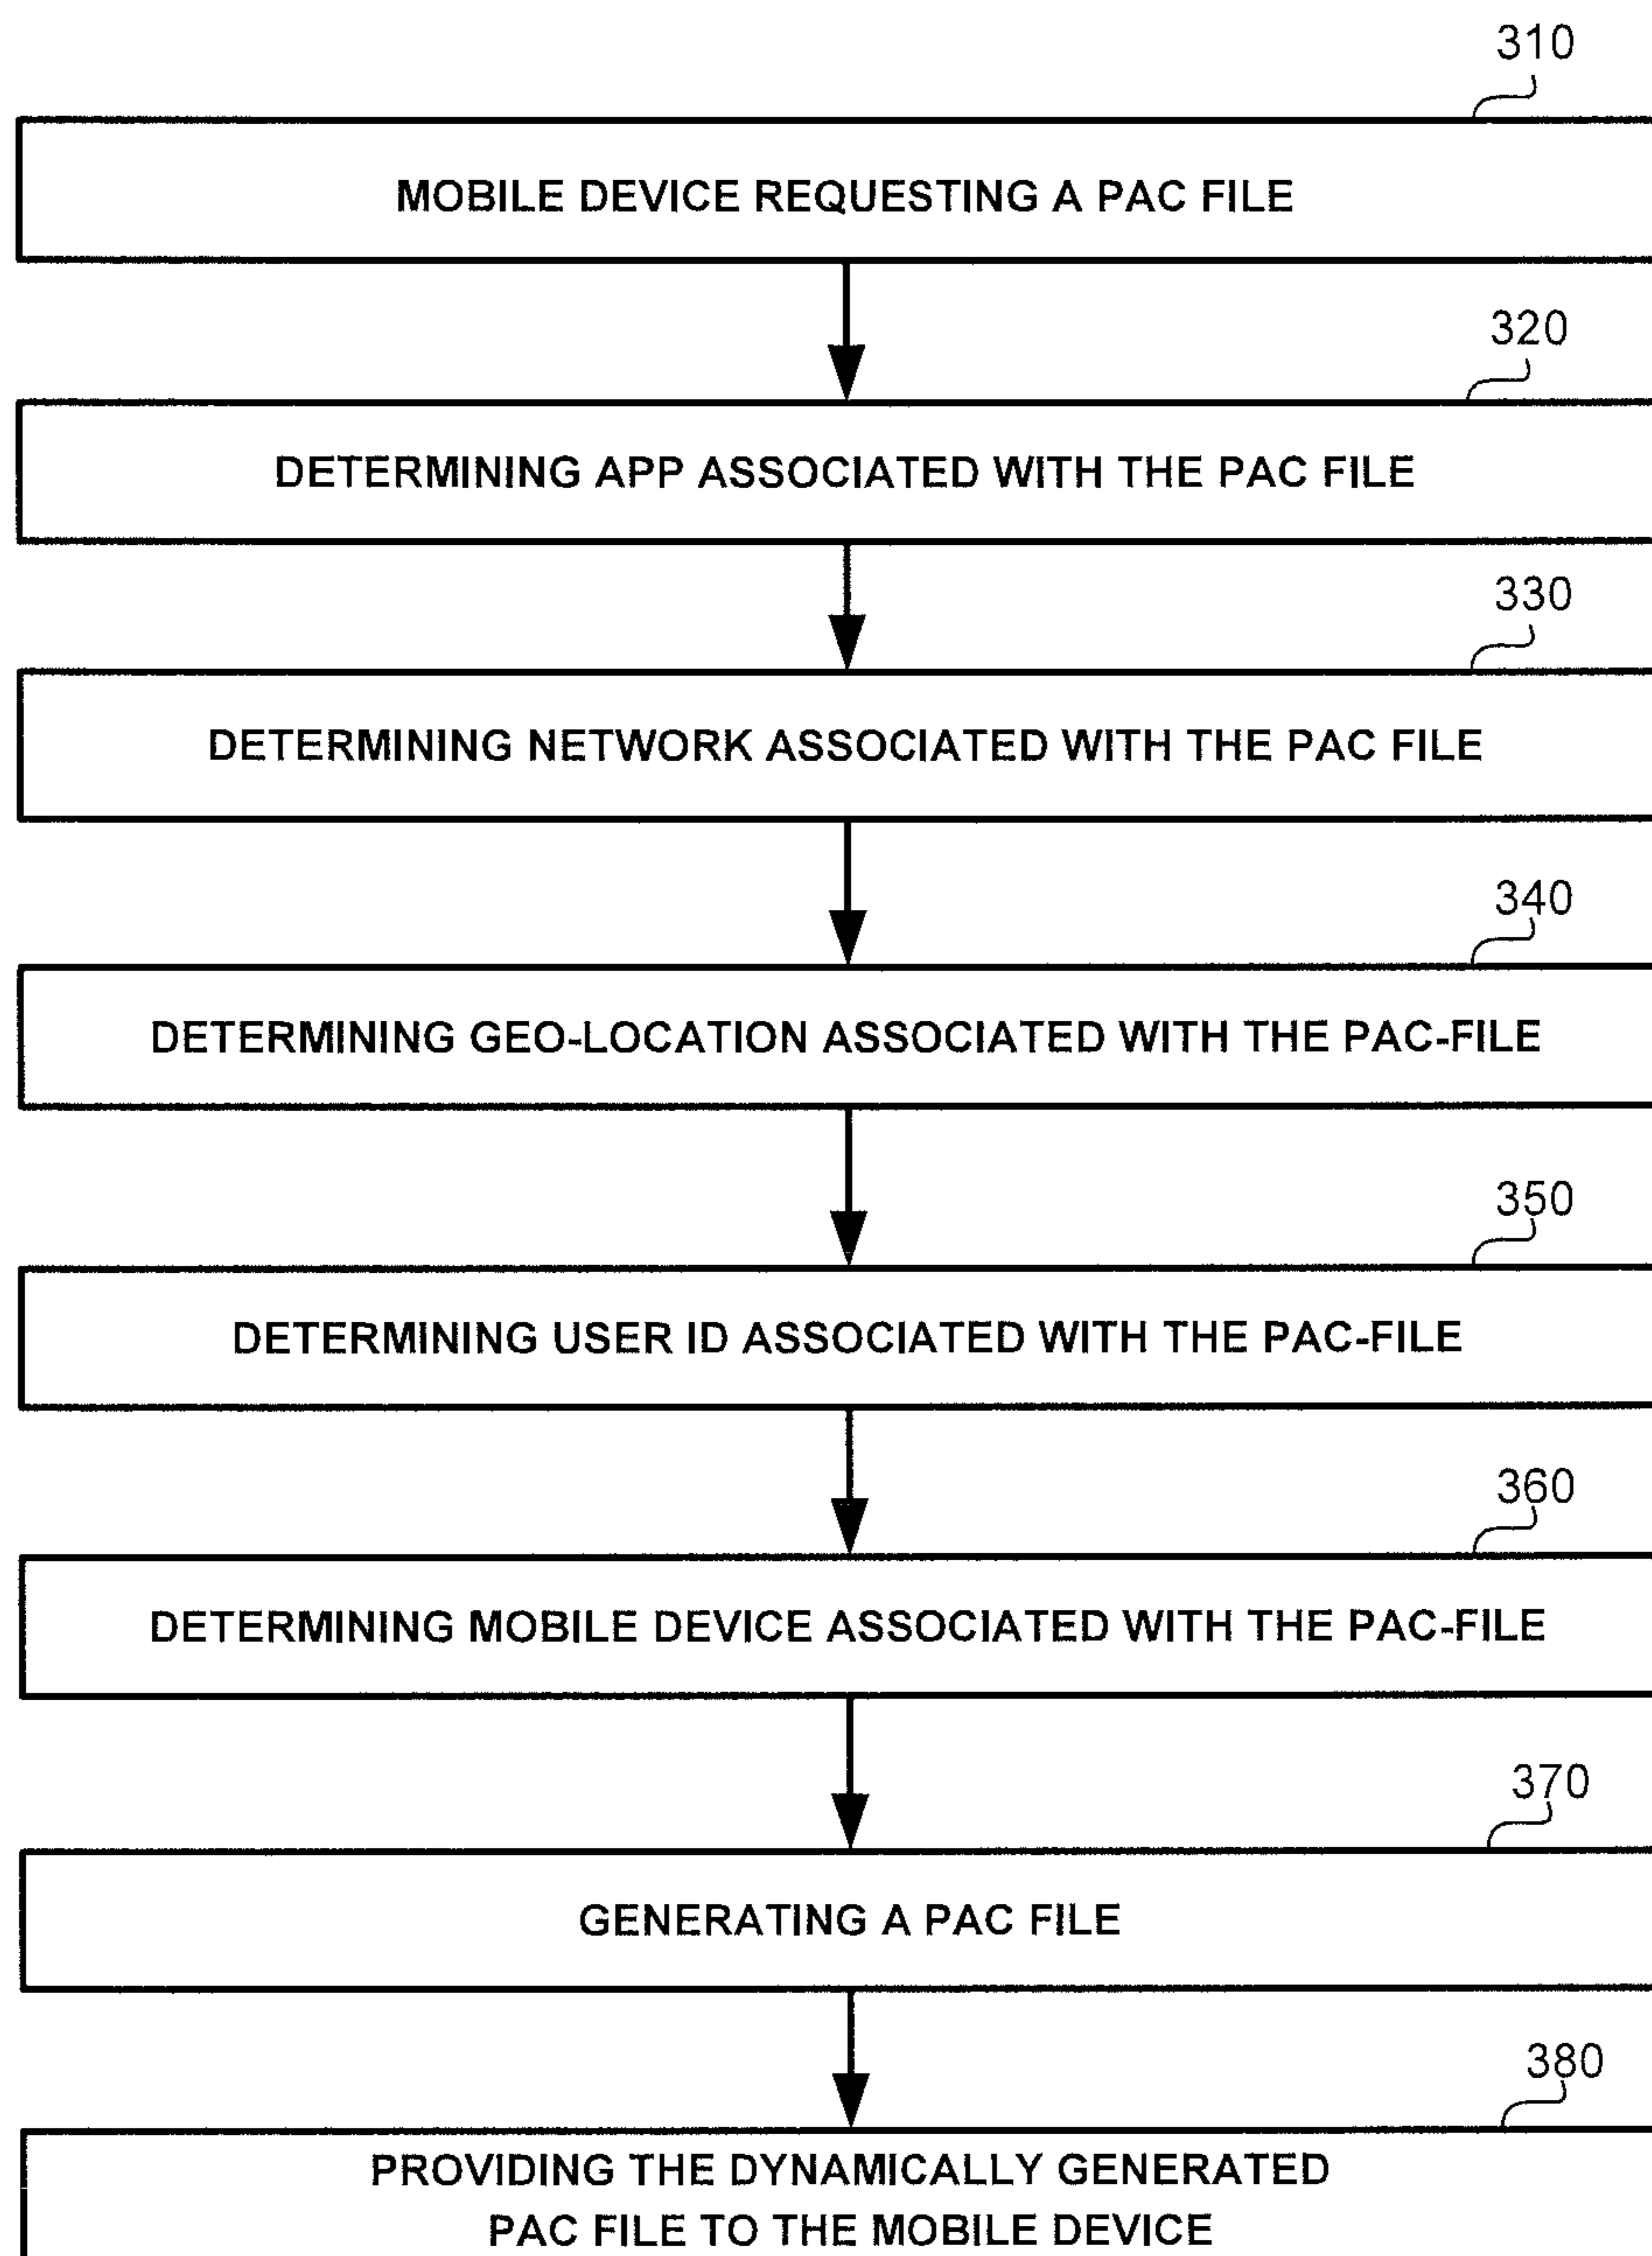 310
MOBILE DEVICE REQUESTING A PAC FILE
320
DETERMINING APP ASSOCIATED WITH THE PAC FILE
330
DETERMINING NETWORK ASSOCIATED WITH THE PAC FILE
340
DETERMINING GEO-LOCATION ASSOCIATED WITH THE PAC-FILE
350
DETERMINING USER ID ASSOCIATED WITH THE PAC-FILE
360
DETERMINING MOBILE DEVICE ASSOCIATED WITH THE PAC-FILE
370
GENERATING A PAC FILE
380
PROVIDING THE DYNAMICALLY GENERATED
PAC FILE TO THE MOBILE DEVICE